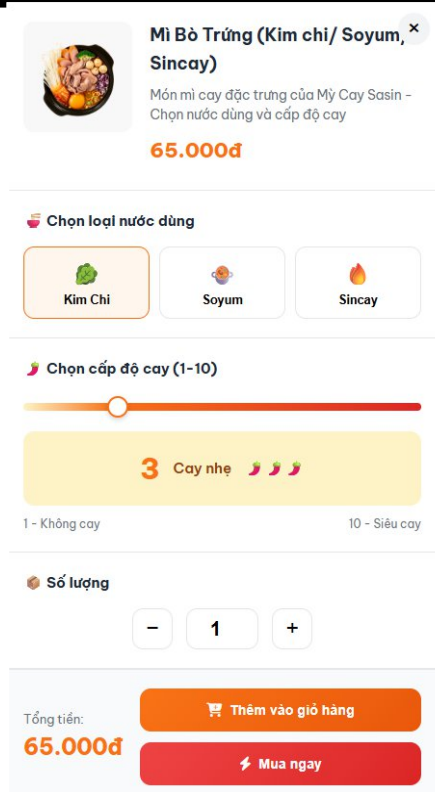 Mì Bò Trứng (Kim chi/ Soyum,
Sincay)
Món mì cay đặc trưng của Mỳ Cay Sasin -
Chọn nước dùng và cấp độ cay
65.000đ
Chọn loại nước dùng
Kim Chi
Soyum
Sincay
Chọn cấp độ cay (1-10)
3 Cay nhẹ
1 - Không cay
10 - Siêu cay
Số lượng
− 1 +
Tổng tiền:
65.000đ
Thêm vào giỏ hàng
Mua ngay